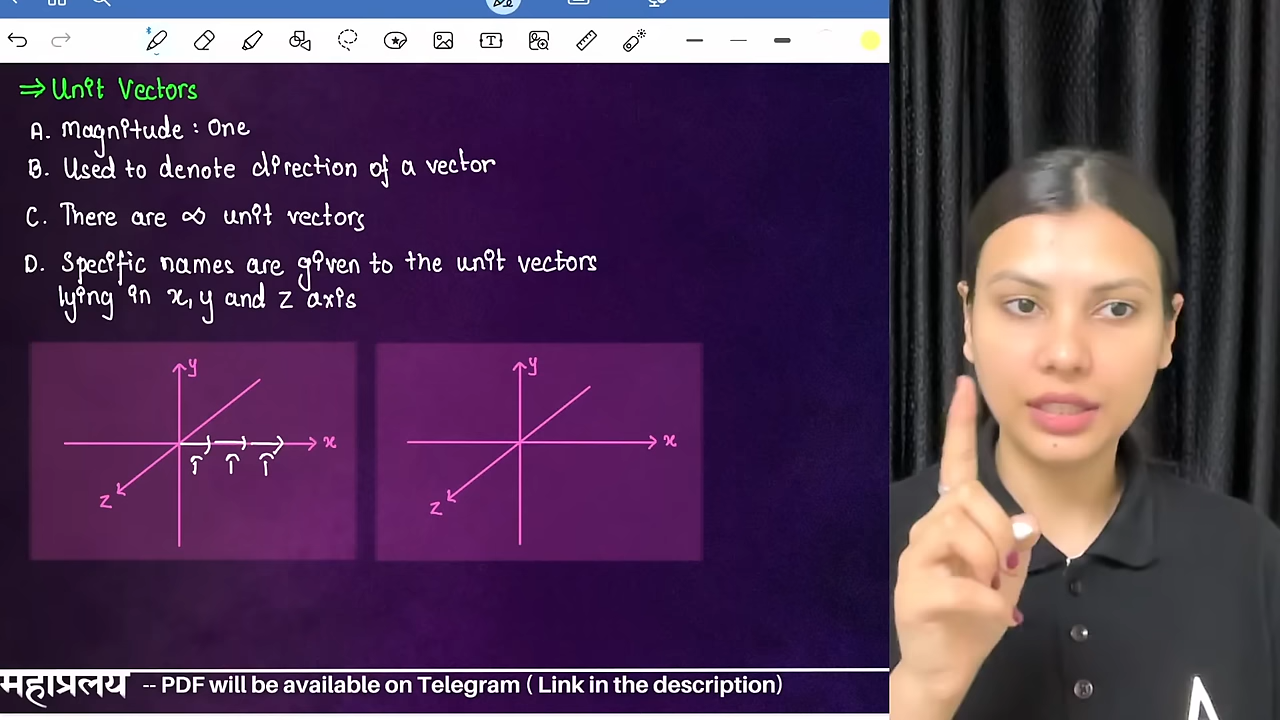 ⇒ Unit Vectors
A. Magnitude : One
B. Used to denote direction of a vector
C. There are ∞ unit vectors
D. Specific names are given to the unit vectors
lying in x, y and z axis
y
x
î î î
z
y
x
z
महाप्रलय -- PDF will be available on Telegram ( Link in the description)